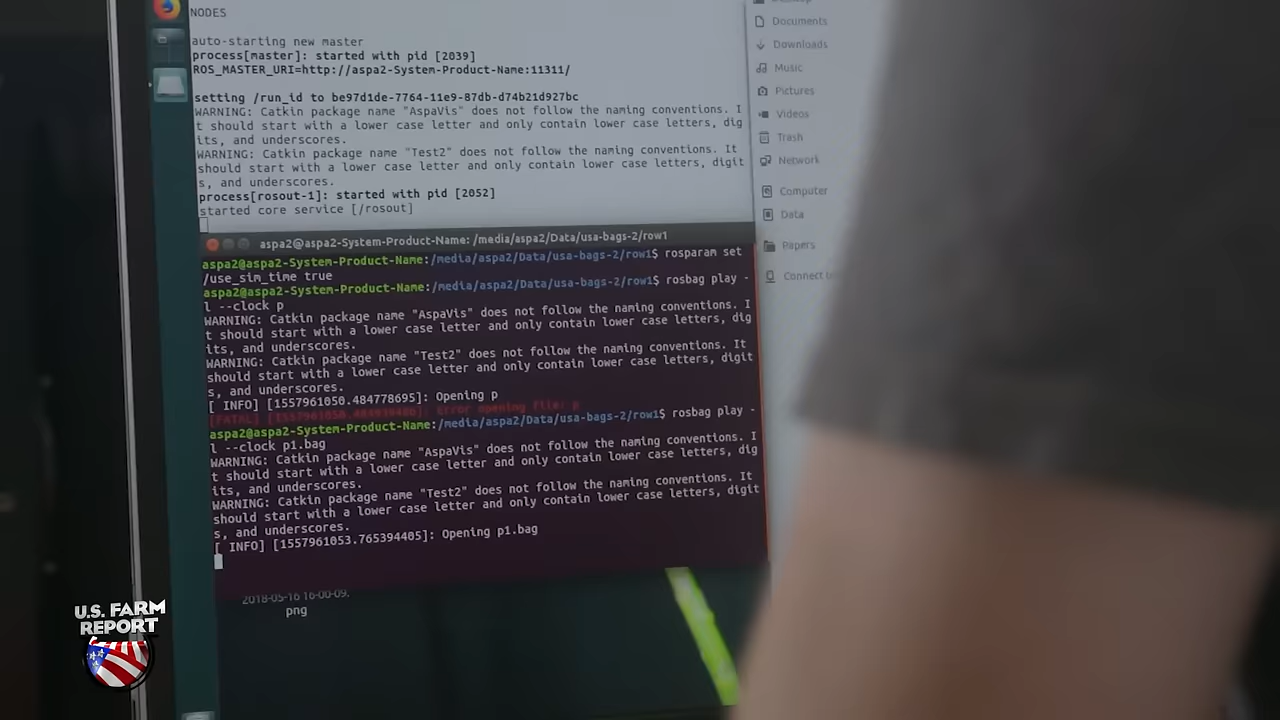 NODES
auto-starting new master
process[master]: started with pid [2039]
ROS_MASTER_URI=http://aspa2-System-Product-Name:11311/
setting /run_id to be97d1de-7764-11e9-87db-d74b21d927bc
WARNING: Catkin package name "AspaVis" does not follow the naming conventions. I
t should start with a lower case letter and only contain lower case letters, dig
its, and underscores.
WARNING: Catkin package name "Test2" does not follow the naming conventions. It
should start with a lower case letter and only contain lower case letters, digit
s, and underscores.
process[rosout-1]: started with pid [2052]
started core service [/rosout]
aspa2@aspa2-System-Product-Name: /media/aspa2/Data/usa-bags-2/row1
aspa2@aspa2-System-Product-Name:/media/aspa2/Data/usa-bags-2/row1$ rosparam set
/use_sim_time true
aspa2@aspa2-System-Product-Name:/media/aspa2/Data/usa-bags-2/row1$ rosbag play -
l --clock p
WARNING: Catkin package name "AspaVis" does not follow the naming conventions. I
t should start with a lower case letter and only contain lower case letters, dig
its, and underscores.
WARNING: Catkin package name "Test2" does not follow the naming conventions. It
should start with a lower case letter and only contain lower case letters, digit
s, and underscores.
[ INFO] [1557961050.484778695]: Opening p
[FATAL] Error opening file: p
aspa2@aspa2-System-Product-Name:/media/aspa2/Data/usa-bags-2/row1$ rosbag play -
l --clock p1.bag
WARNING: Catkin package name "AspaVis" does not follow the naming conventions. I
t should start with a lower case letter and only contain lower case letters, dig
its, and underscores.
WARNING: Catkin package name "Test2" does not follow the naming conventions. It
should start with a lower case letter and only contain lower case letters, digit
s, and underscores.
[ INFO] [1557961053.765394405]: Opening p1.bag
Documents
Downloads
Music
Pictures
Videos
Trash
Network
Computer
Data
Papers
Connect
2018-05-16 16-00-09.
png
U.S. FARM
REPORT